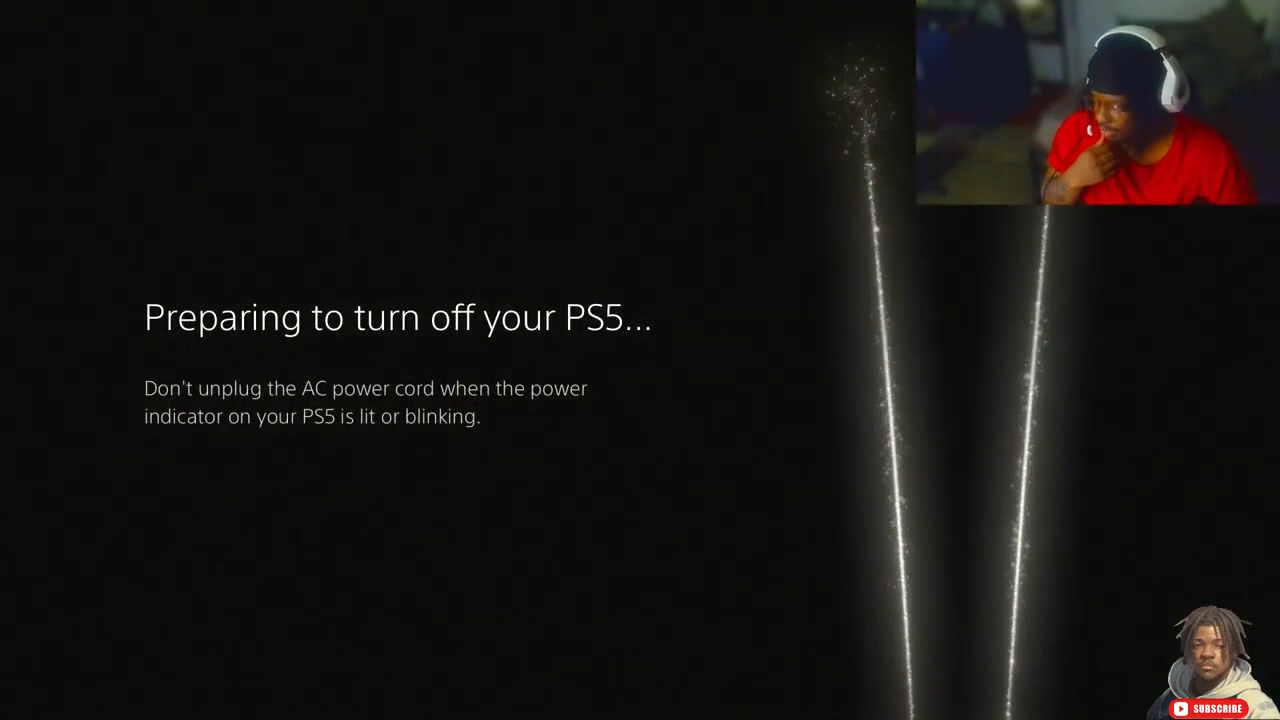 Preparing to turn off your PS5...
Don't unplug the AC power cord when the power
indicator on your PS5 is lit or blinking.
SUBSCRIBE